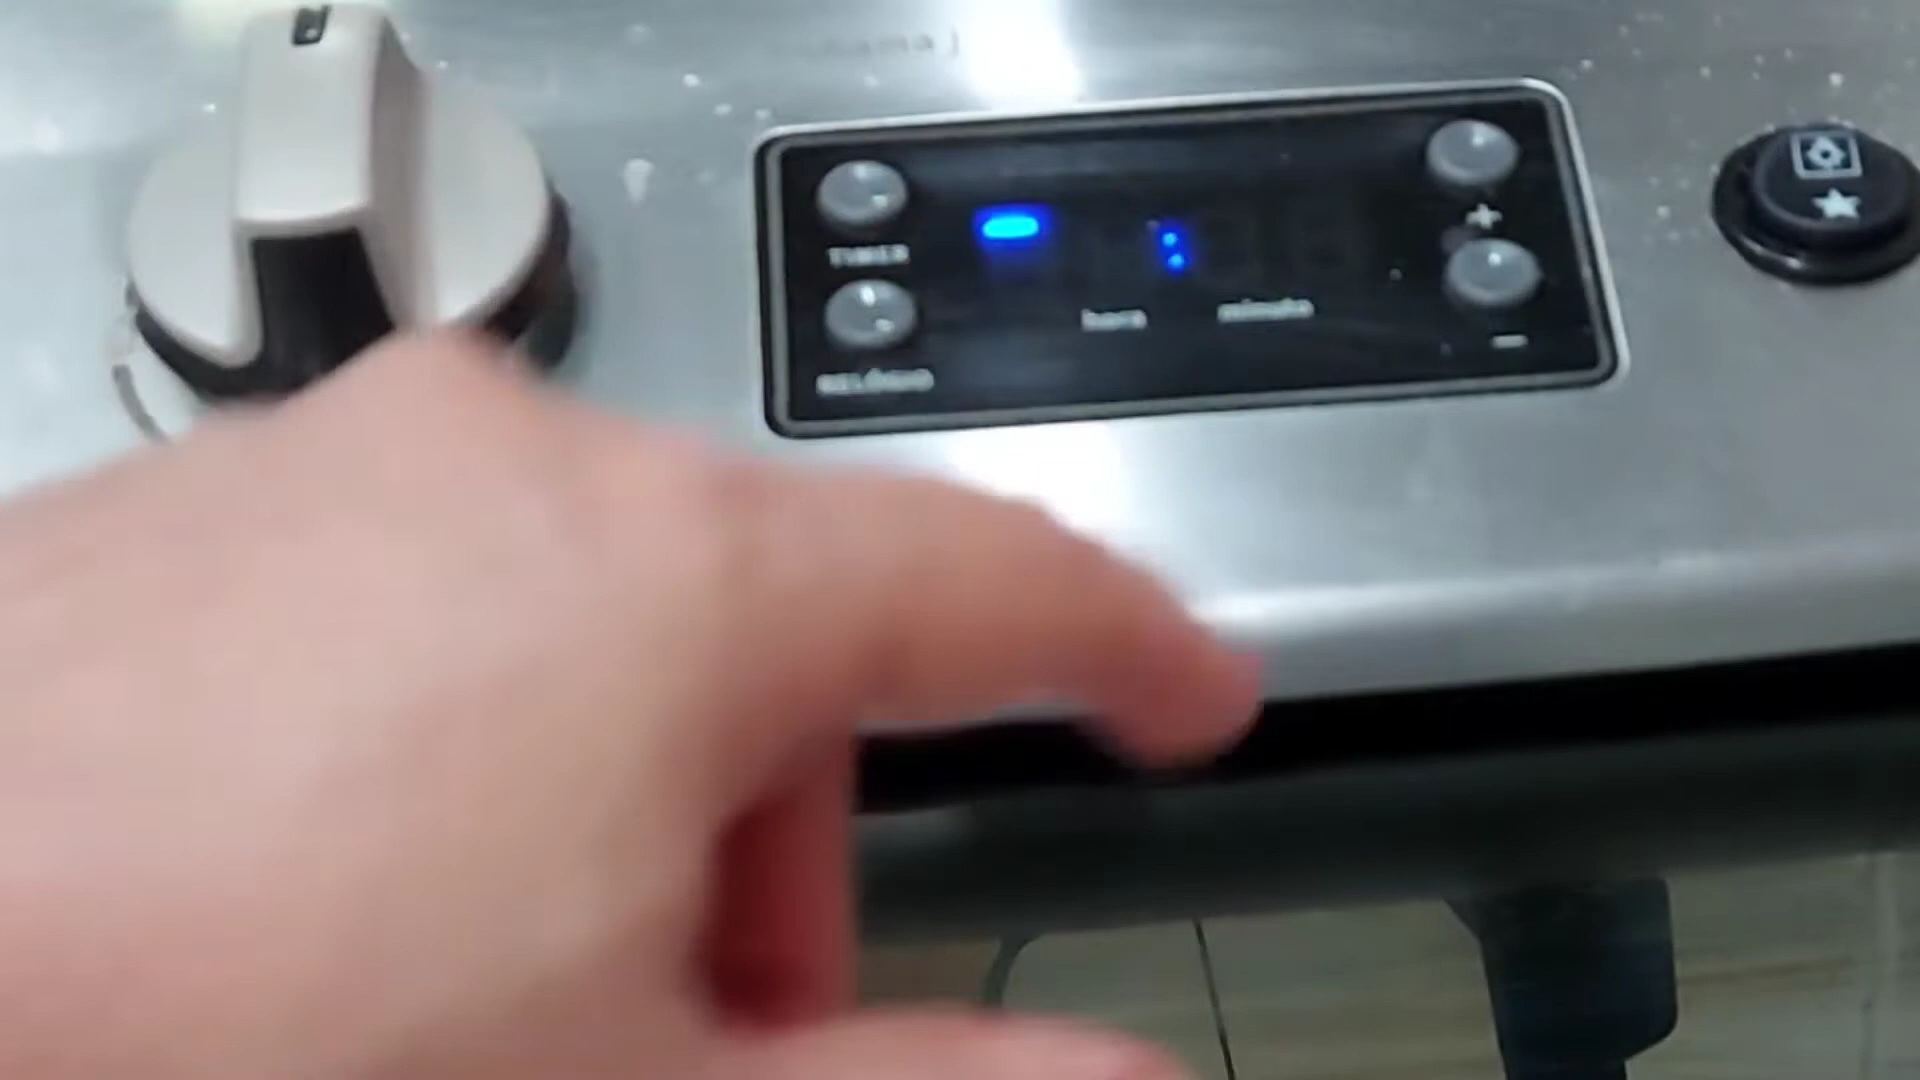 TIMER
+
hora
minuto
RELÓGIO
-